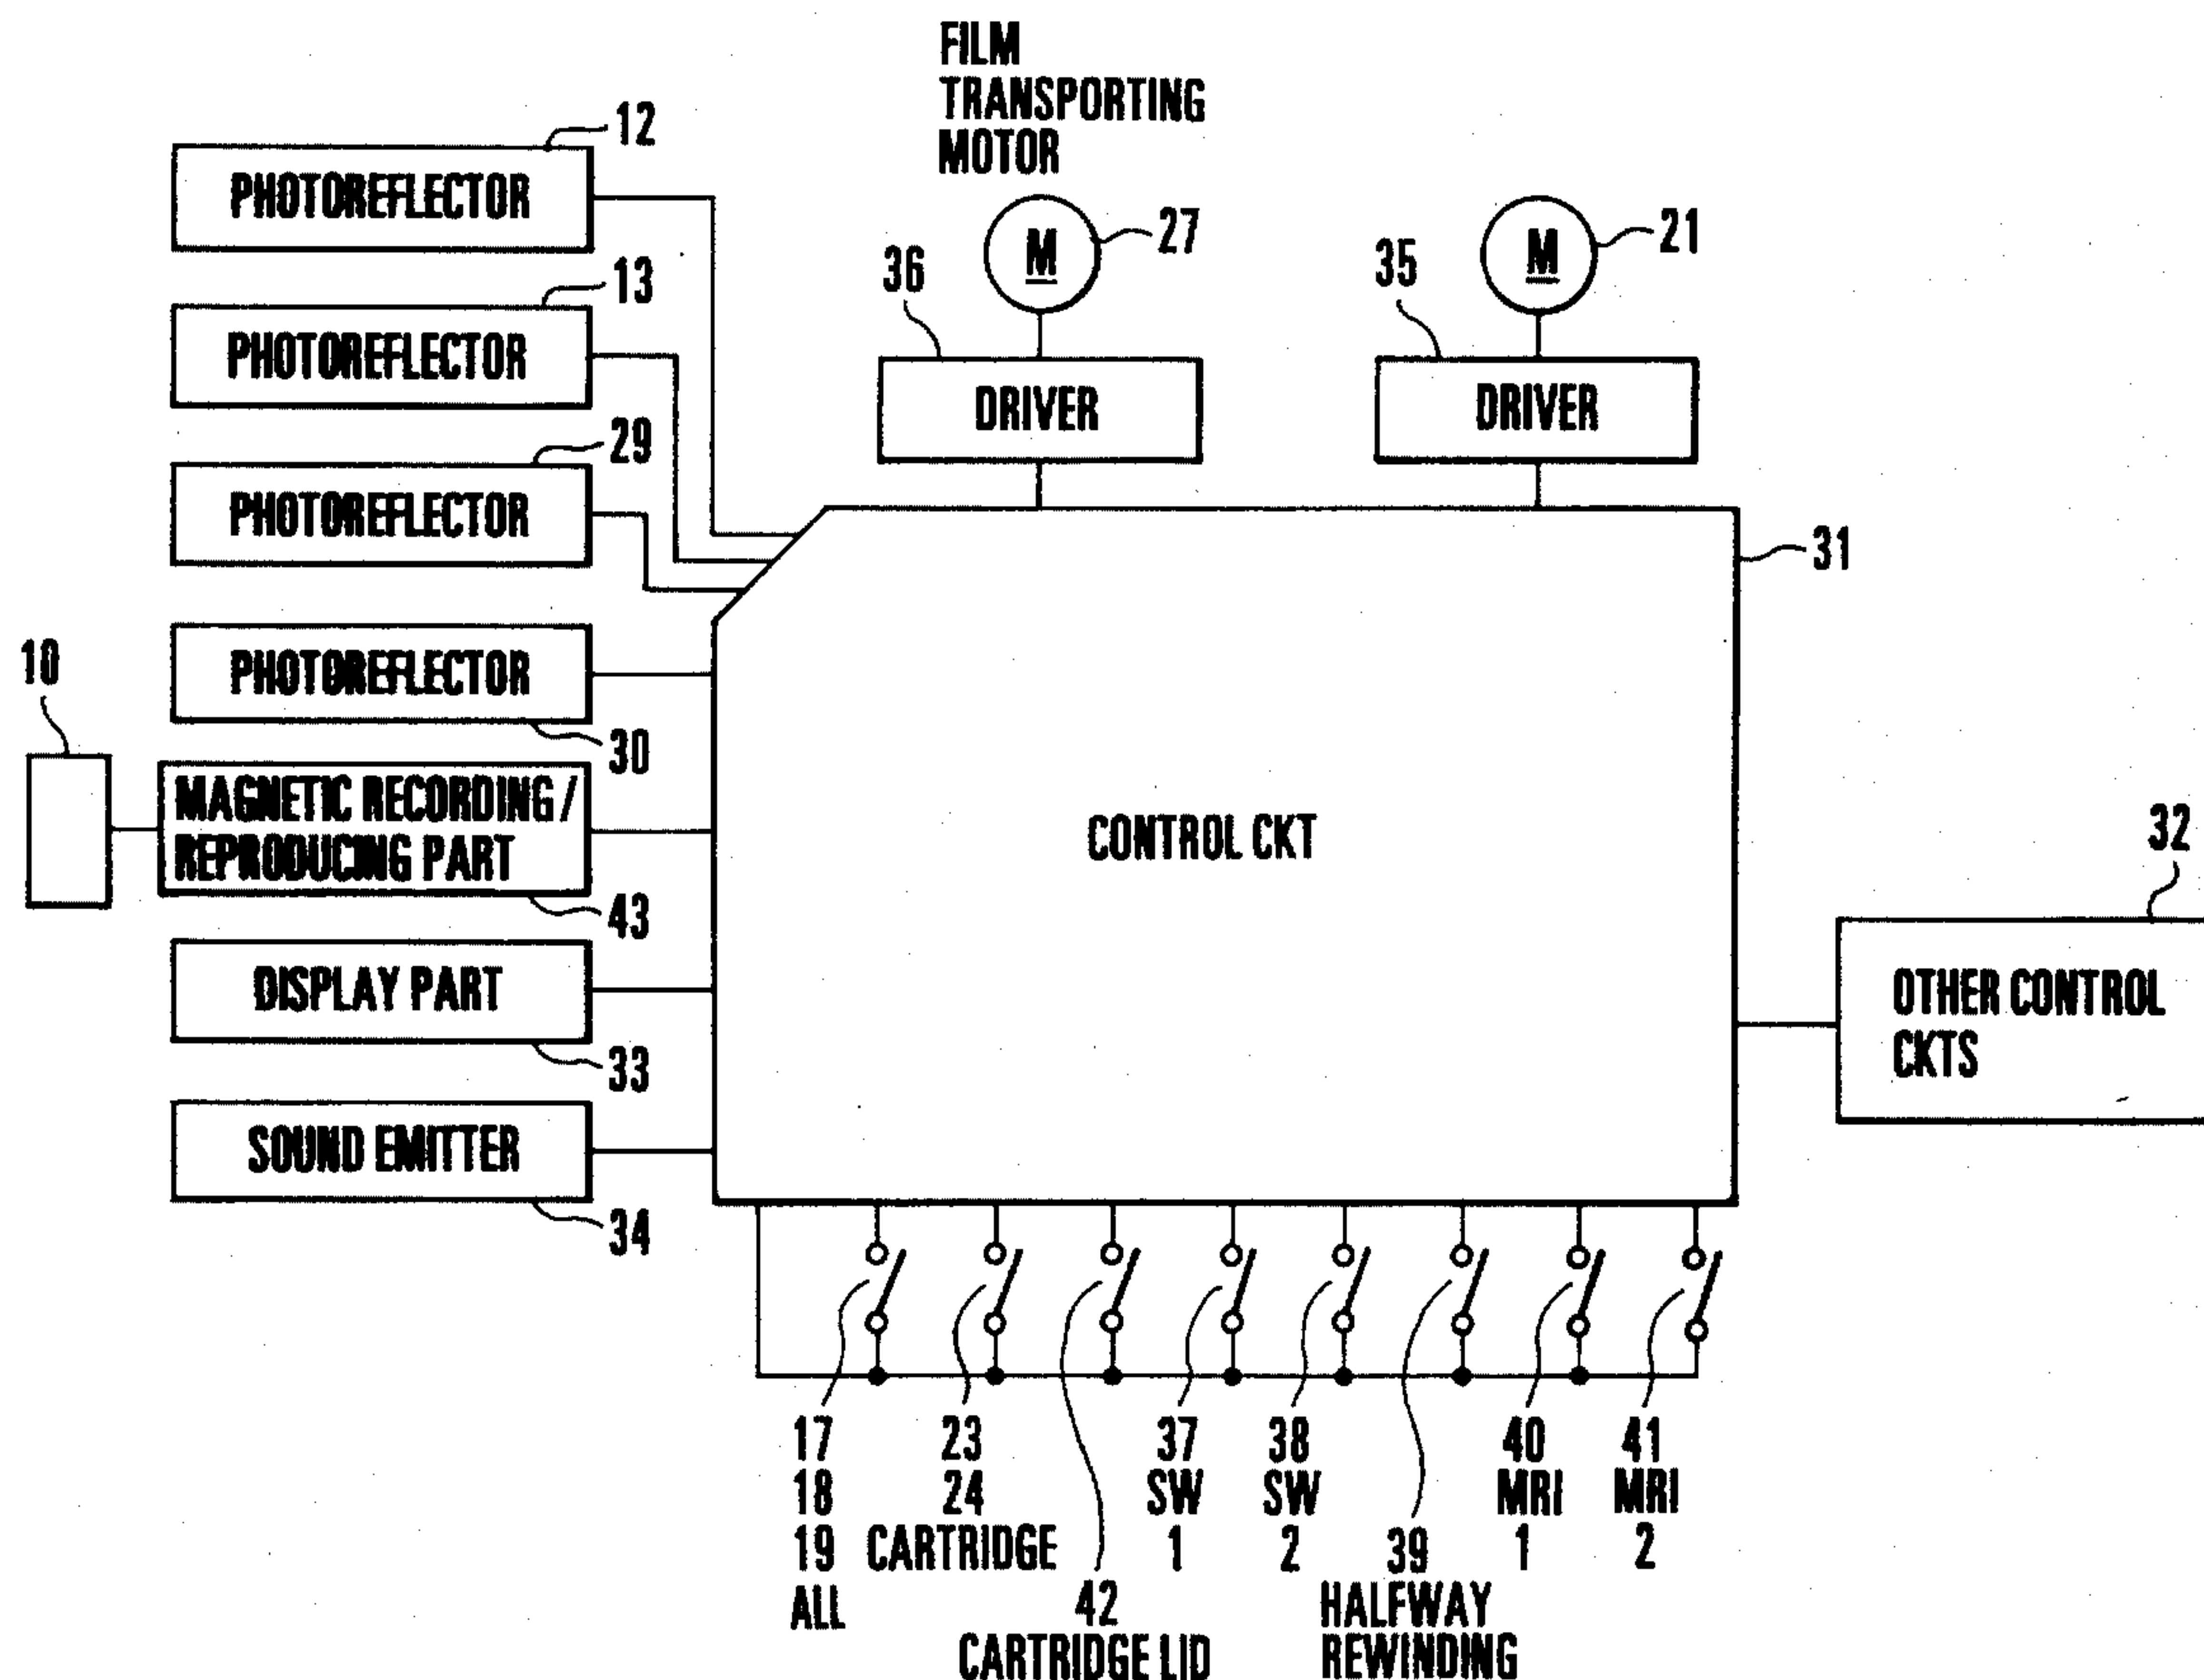 FILM
TRANSPORTING
MOTOR
12
PHOTOREFLECTOR
27
21
M
M
36
35
13
PHOTOREFLECTOR
DRIVER
DRIVER
29
PHOTOREFLECTOR
31
10
PHOTOREFLECTOR
30
MAGNETIC RECORDING /
REPRODUCING PART
43
CONTROL CKT
32
DISPLAY PART
33
OTHER CONTROL
CKTS
SOUND EMITTER
34
17
18
19
ALL
23
24
CARTRIDGE
42
CARTRIDGE LID
37
SW
1
38
SW
2
39
HALFWAY
REWINDING
40
MRI
1
41
MRI
2